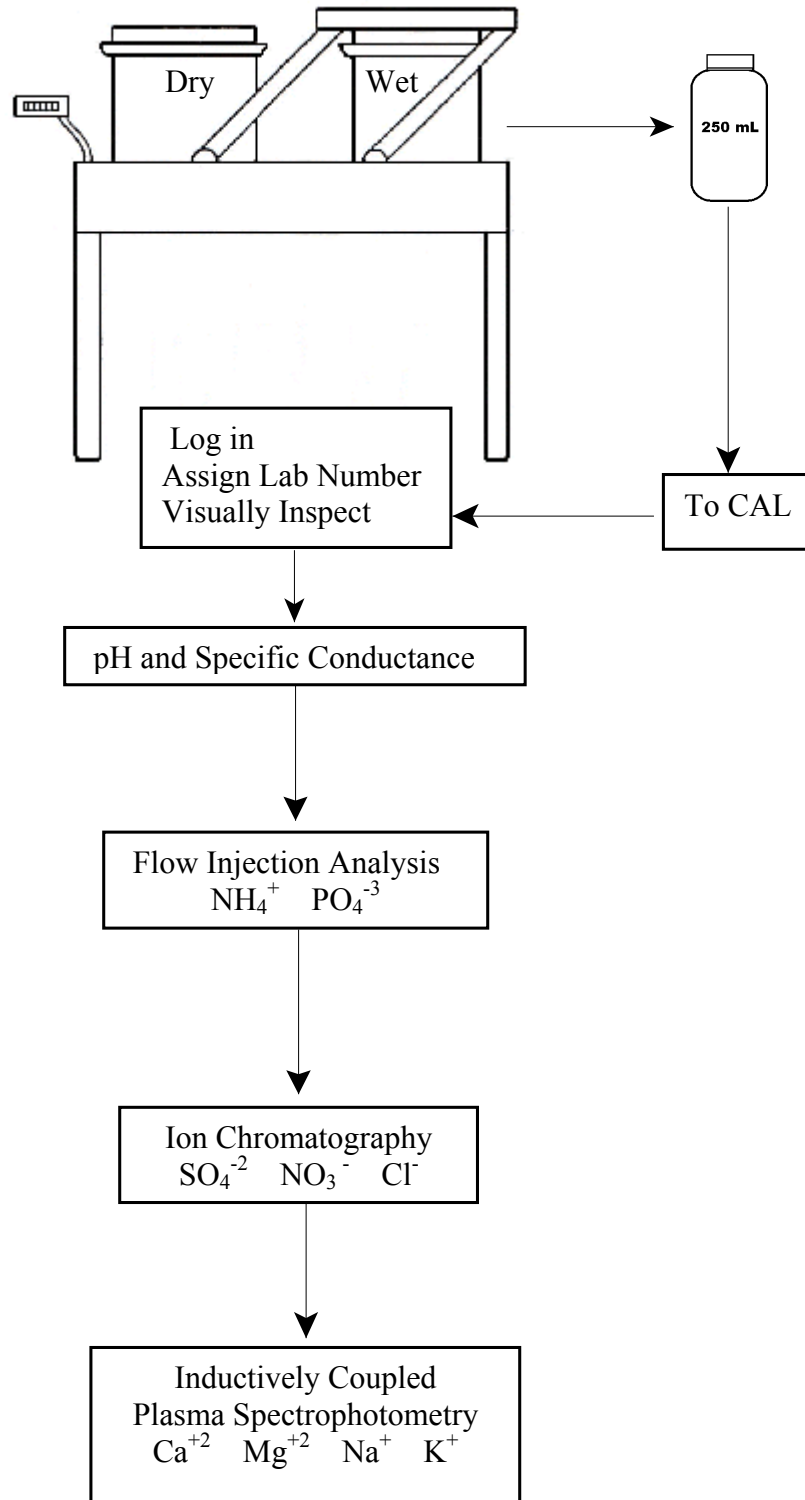 Dry
Wet
250 mL
To CAL
Log in
Assign Lab Number
Visually Inspect
pH and Specific Conductance
Flow Injection Analysis
NH₄⁺ PO₄⁻³
Ion Chromatography
SO₄⁻² NO₃⁻ Cl⁻
Inductively Coupled
Plasma Spectrophotometry
Ca⁺² Mg⁺² Na⁺ K⁺